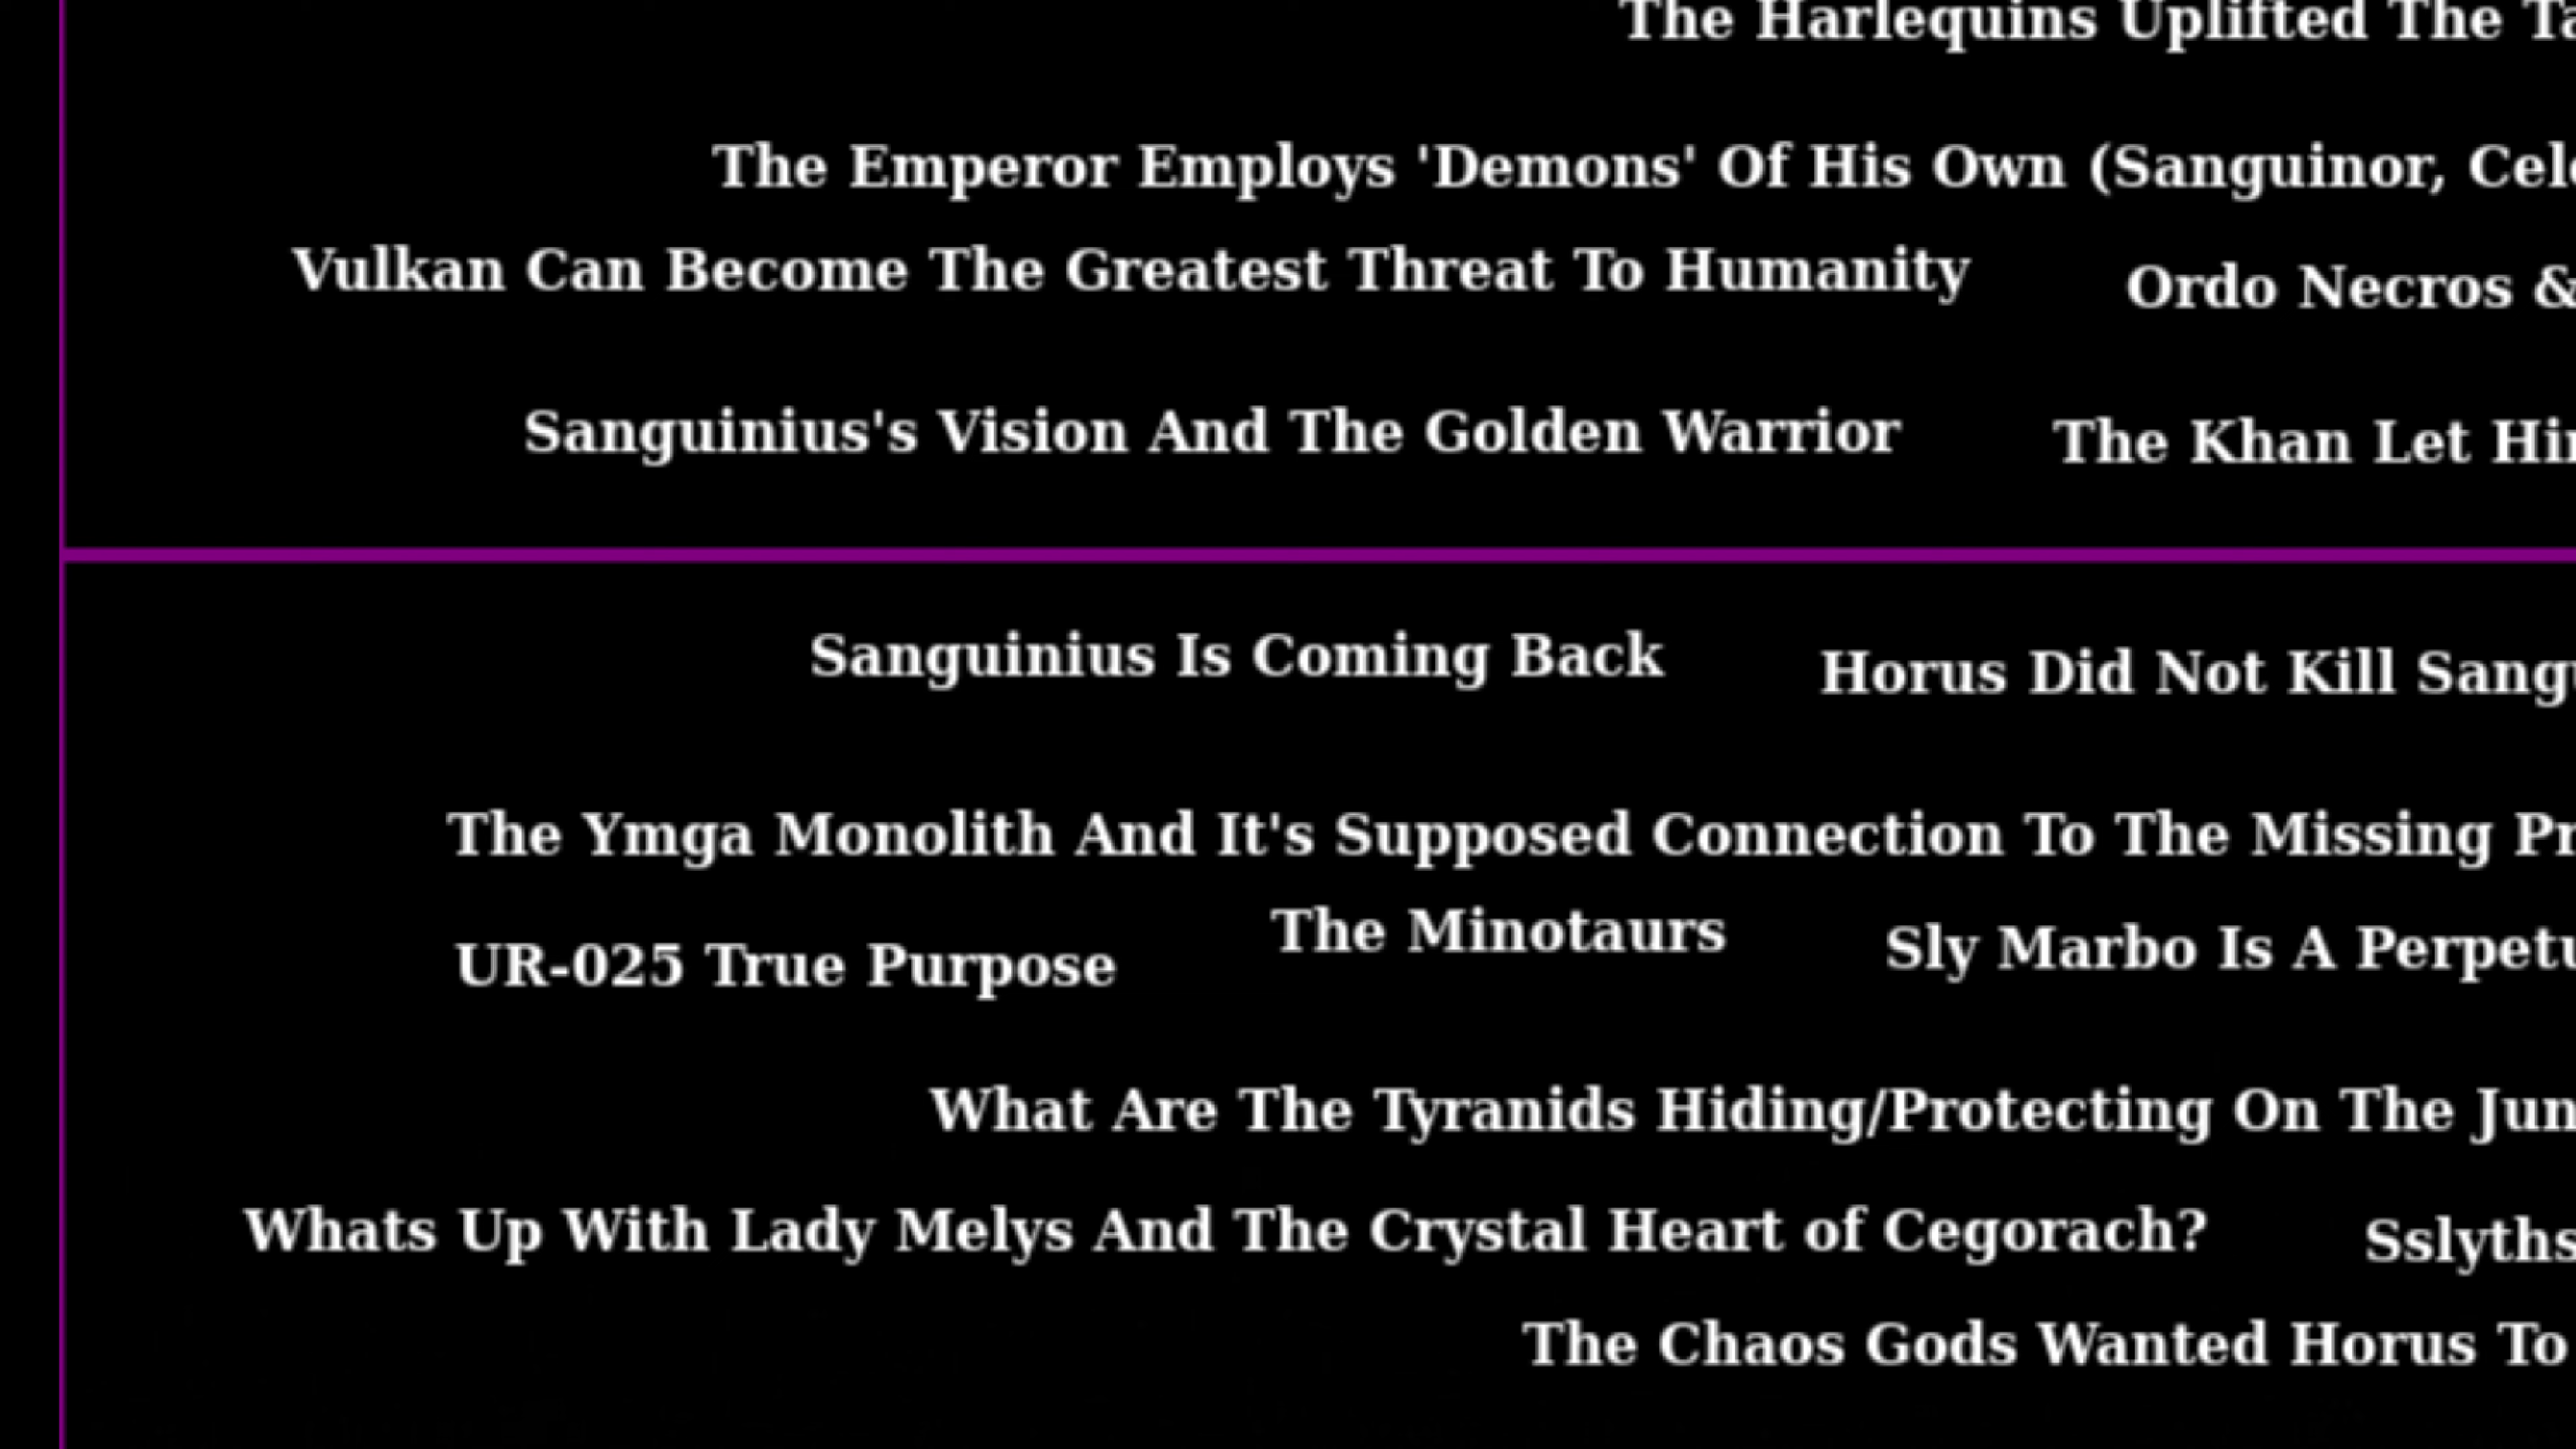 The Harlequins Uplifted The
The Emperor Employs 'Demons' Of His Own (Sanguinor,
Vulkan Can Become The Greatest Threat To Humanity
Ordo Necros &
Sanguinius's Vision And The Golden Warrior
The Khan Let
Sanguinius Is Coming Back
Horus Did Not Kill
The Ymga Monolith And It's Supposed Connection To The Missing
The Minotaurs
UR-025 True Purpose
Sly Marbo Is A
What Are The Tyranids Hiding/Protecting On The
Whats Up With Lady Melys And The Crystal Heart of Cegorach?
Sslyths
The Chaos Gods Wanted Horus To